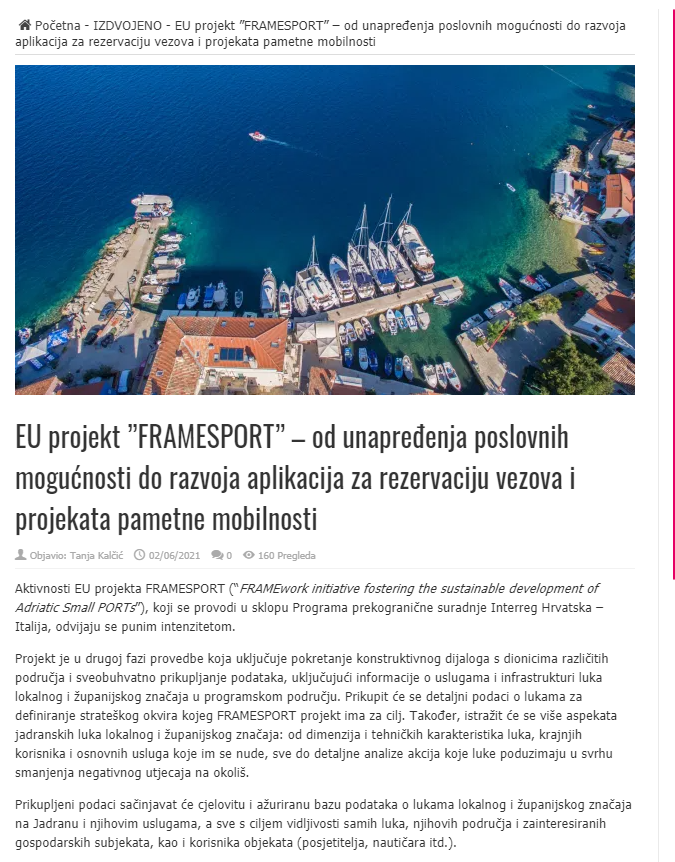 Početna - IZDVOJENO - EU projekt ”FRAMESPORT” – od unapređenja poslovnih mogućnosti do razvoja
aplikacija za rezervaciju vezova i projekata pametne mobilnosti
EU projekt ”FRAMESPORT” – od unapređenja poslovnih
mogućnosti do razvoja aplikacija za rezervaciju vezova i
projekata pametne mobilnosti
Objavio: Tanja Kalčić 02/06/2021 0 160 Pregleda
Aktivnosti EU projekta FRAMESPORT (“FRAMEwork initiative fostering the sustainable development of
Adriatic Small PORTs”), koji se provodi u sklopu Programa prekogranične suradnje Interreg Hrvatska –
Italija, odvijaju se punim intenzitetom.
Projekt je u drugoj fazi provedbe koja uključuje pokretanje konstruktivnog dijaloga s dionicima različitih
područja i sveobuhvatno prikupljanje podataka, uključujući informacije o uslugama i infrastrukturi luka
lokalnog i županijskog značaja u programskom području. Prikupit će se detaljni podaci o lukama za
definiranje strateškog okvira kojeg FRAMESPORT projekt ima za cilj. Također, istražit će se više aspekata
jadranskih luka lokalnog i županijskog značaja: od dimenzija i tehničkih karakteristika luka, krajnjih
korisnika i osnovnih usluga koje im se nude, sve do detaljne analize akcija koje luke poduzimaju u svrhu
smanjenja negativnog utjecaja na okoliš.
Prikupljeni podaci sačinjavat će cjelovitu i ažuriranu bazu podataka o lukama lokalnog i županijskog značaja
na Jadranu i njihovim uslugama, a sve s ciljem vidljivosti samih luka, njihovih područja i zainteresiranih
gospodarskih subjekata, kao i korisnika objekata (posjetitelja, nautičara itd.).